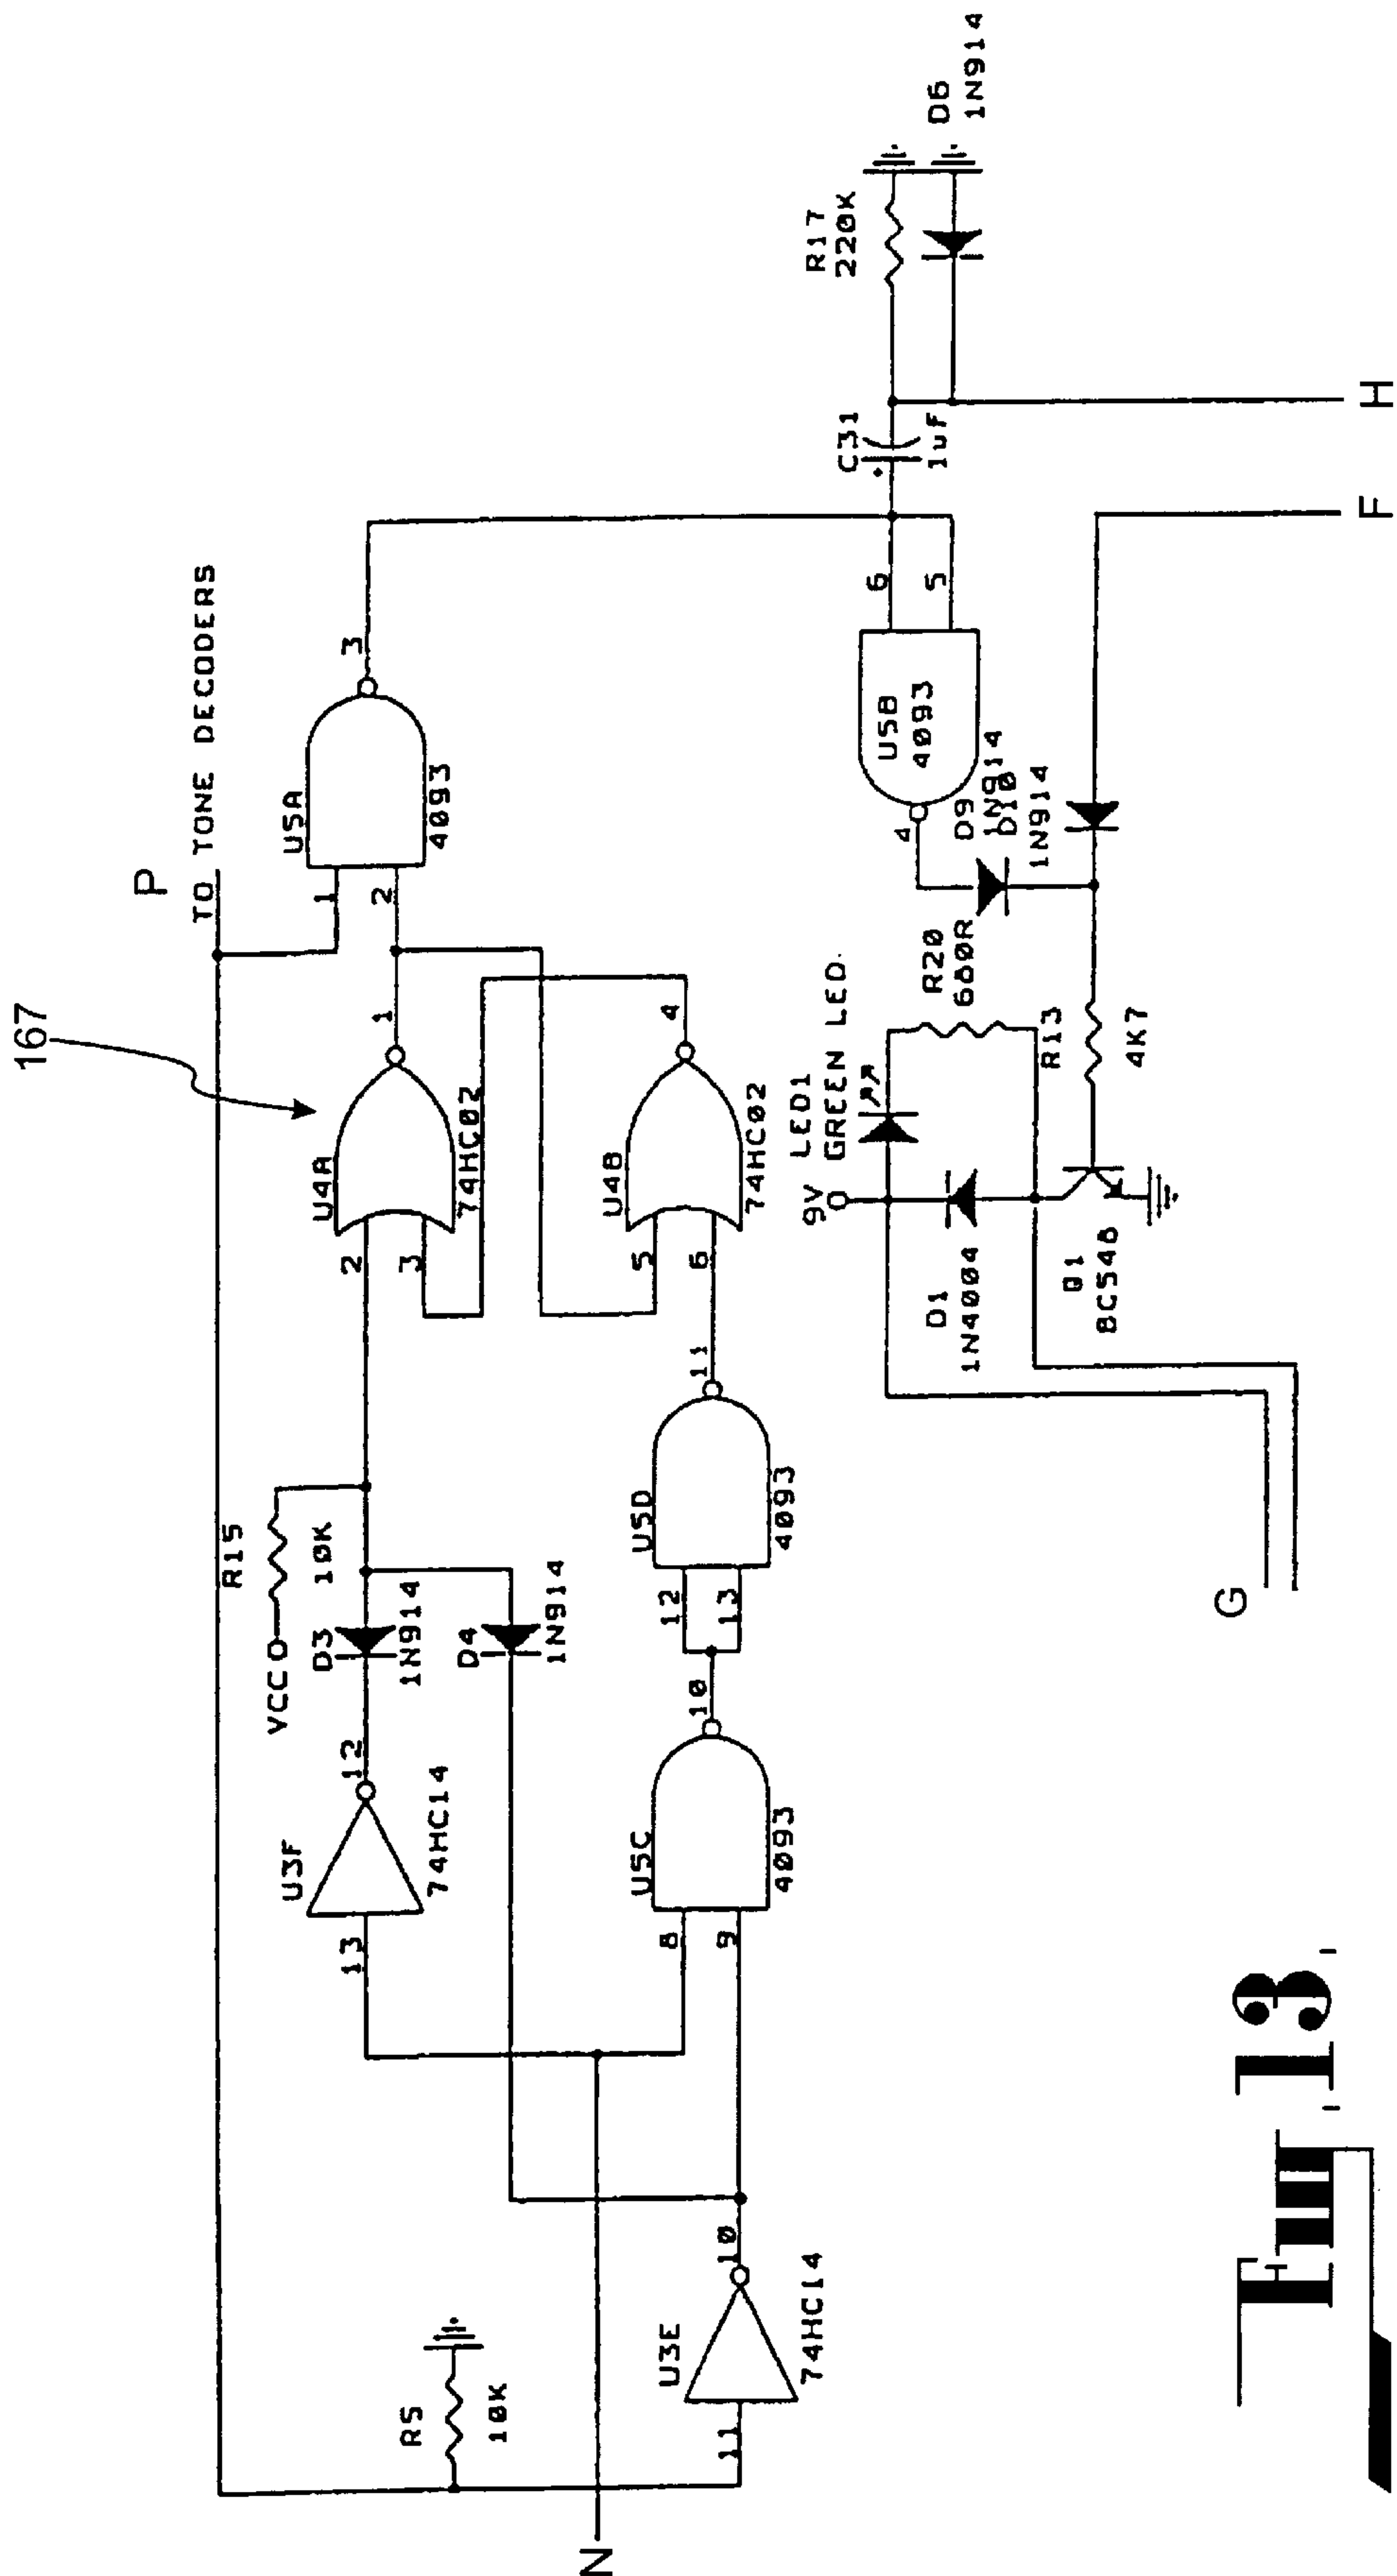 167
P
TO TONE DECODERS
U5A
1
2
3
4093
U4A
2
3
1
74HC02
R15
10K
VCC
U3F
13
12
74HC14
D3
1N914
D4
1N914
U4B
5
6
4
74HC02
U5D
12
13
11
4093
U5C
8
9
10
4093
R5
10K
U3E
11
10
74HC14
N
R17
220K
D6
1N914
C31
1uF
+
H
F
U5B
4093
6
5
4
D9
1N914
D10
1N914
R20
680R
LED1
GREEN LED
9V
R13
4K7
D1
1N4004
Q1
BC548
G
Fig. 13.